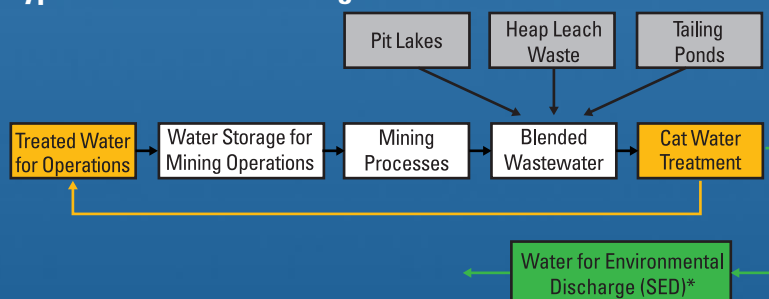 Pit Lakes
Heap Leach
Waste
Tailing
Ponds
Treated Water
for Operations
Water Storage for
Mining Operations
Mining
Processes
Blended
Wastewater
Cat Water
Treatment
Water for Environmental
Discharge (SED)*